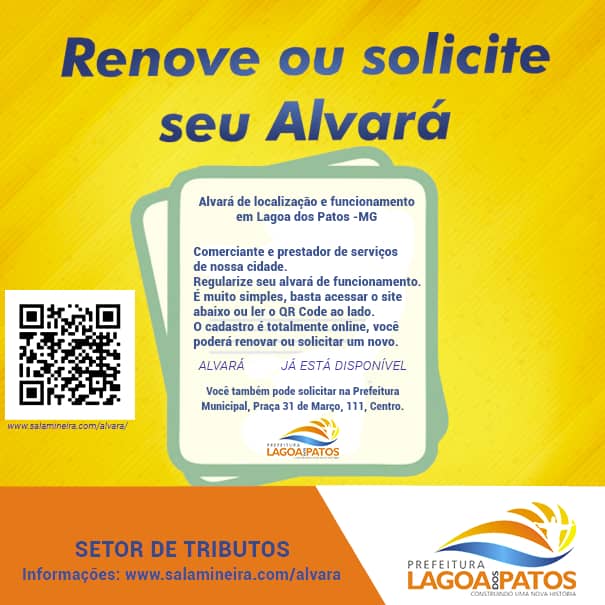 Renove ou solicite
seu Alvará
Alvará de localização e funcionamento
em Lagoa dos Patos -MG
Comerciante e prestador de serviços
de nossa cidade.
Regularize seu alvará de funcionamento.
É muito simples, basta acessar o site
abaixo ou ler o QR Code ao lado.
O cadastro é totalmente online, você
poderá renovar ou solicitar um novo.
ALVARÁ JÁ ESTÁ DISPONÍVEL
Você também pode solicitar na Prefeitura
Municipal, Praça 31 de Março, 111, Centro.
PREFEITURA
LAGOA DOS PATOS
www.salamineira.com/alvara/
SETOR DE TRIBUTOS
Informações: www.salamineira.com/alvara
PREFEITURA
LAGOA DOS PATOS
CONSTRUINDO UMA NOVA HISTÓRIA